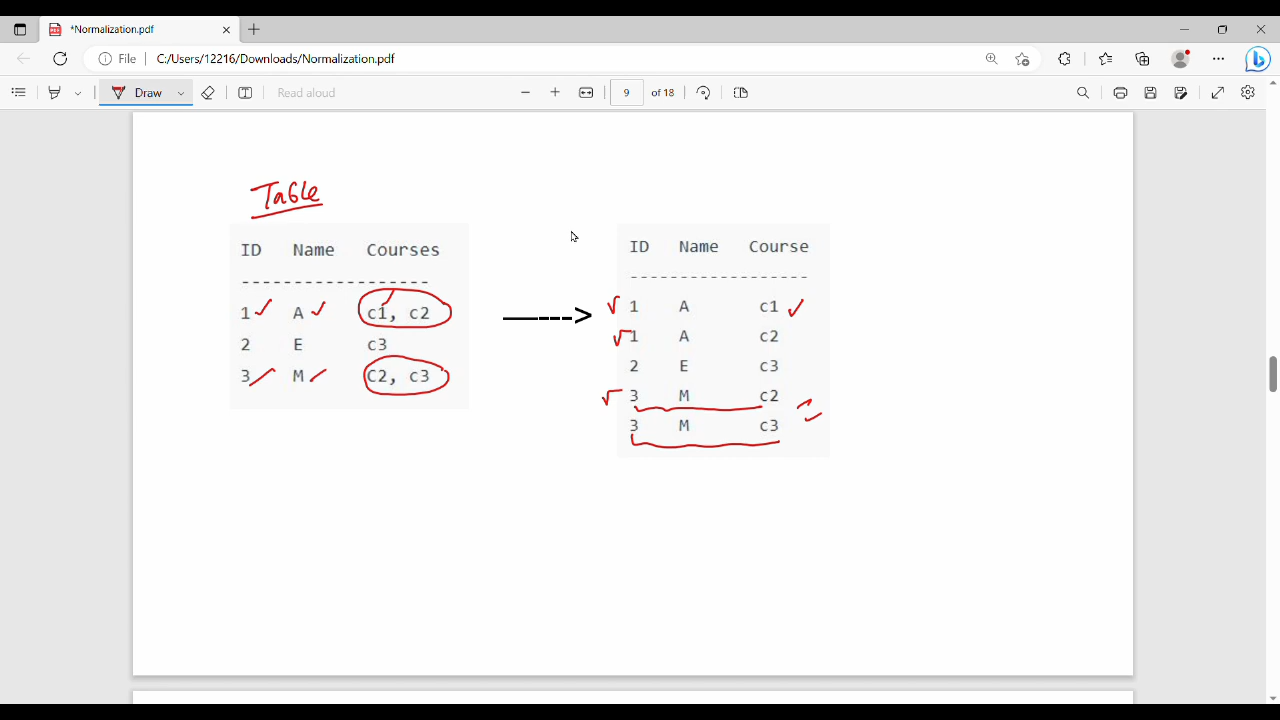 *Normalization.pdf
File C:/Users/12216/Downloads/Normalization.pdf
Draw Read aloud 9 of 18
Table
ID Name Courses
------------------
1 A c1, c2
2 E c3
3 M C2, c3
---->
ID Name Course
------------------
1 A c1
1 A c2
2 E c3
3 M c2
3 M c3